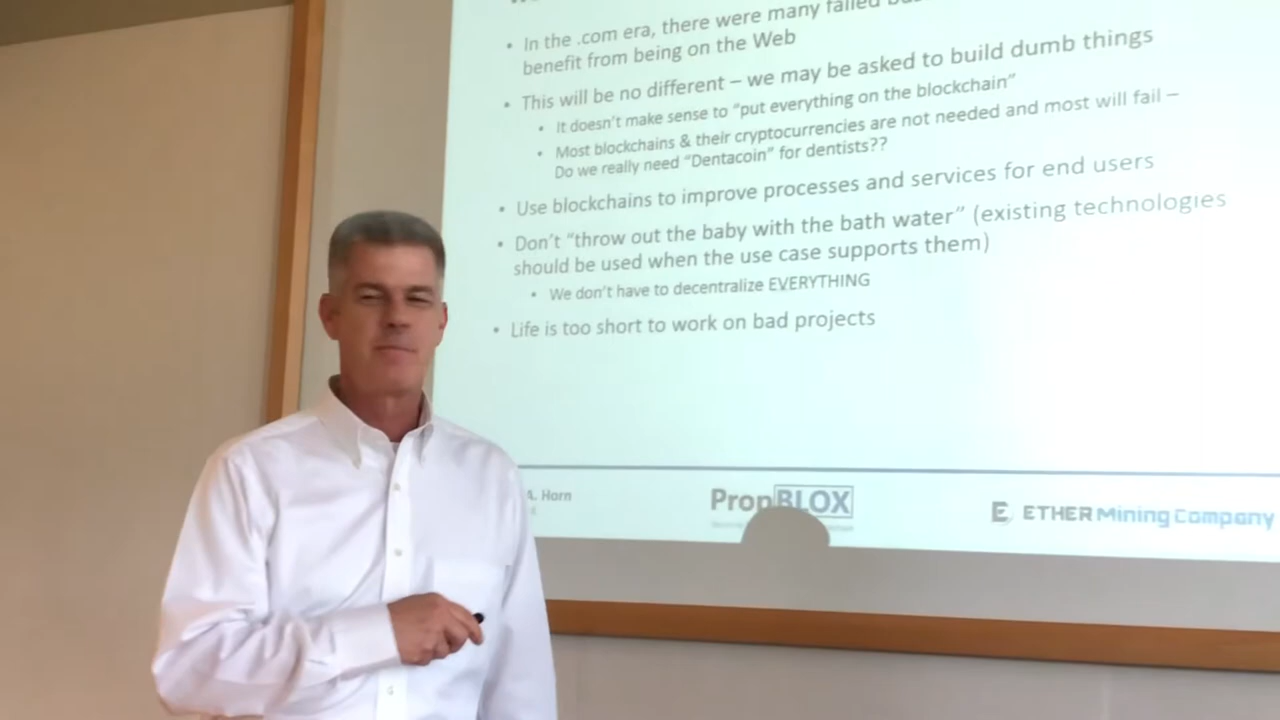 In the .com era, there were many failed
benefit from being on the Web
This will be no different – we may be asked to build dumb things
It doesn't make sense to "put everything on the blockchain"
Most blockchains & their cryptocurrencies are not needed and most will fail –
Do we really need "Dentacoin" for dentists??
Use blockchains to improve processes and services for end users
Don't "throw out the baby with the bath water" (existing technologies
should be used when the use case supports them)
We don't have to decentralize EVERYTHING
Life is too short to work on bad projects
A. Horn
PropBLOX
ETHER Mining Company